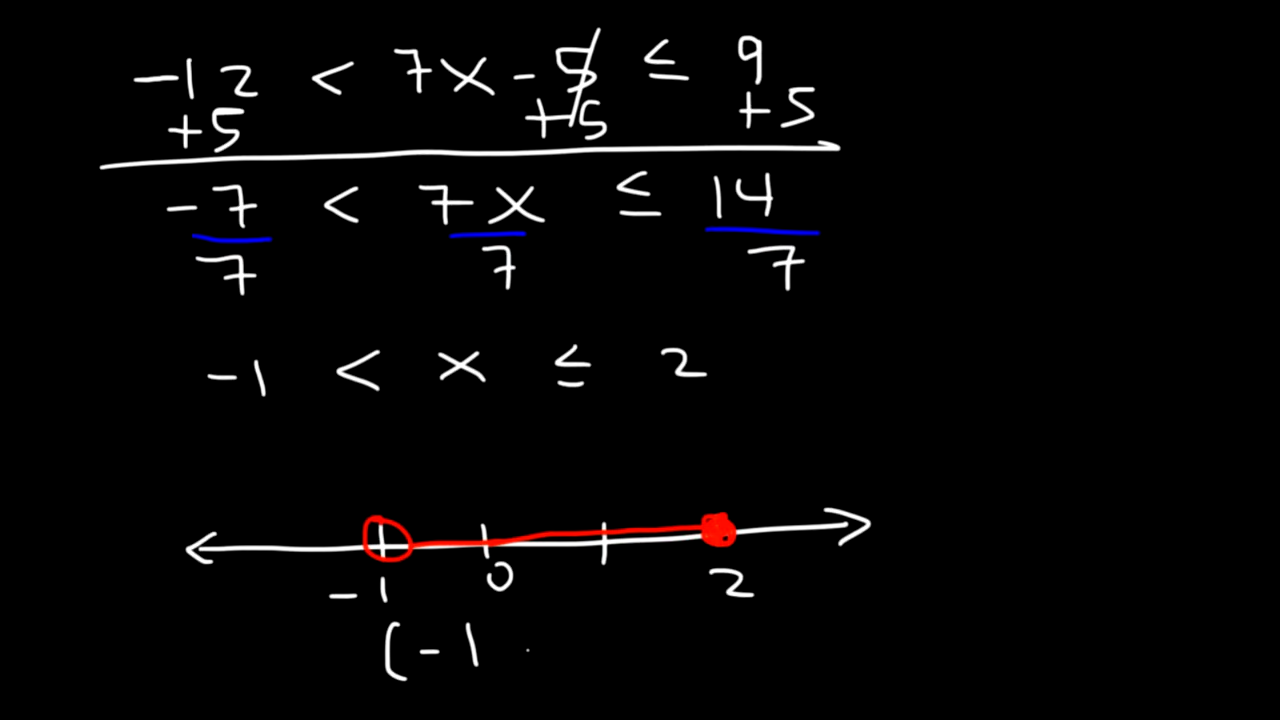 -12 < 7x - 5 ≤ 9
+5 +5 +5
-7 < 7x ≤ 14
7 7 7
-1 < x ≤ 2
-1 0 2
(-1